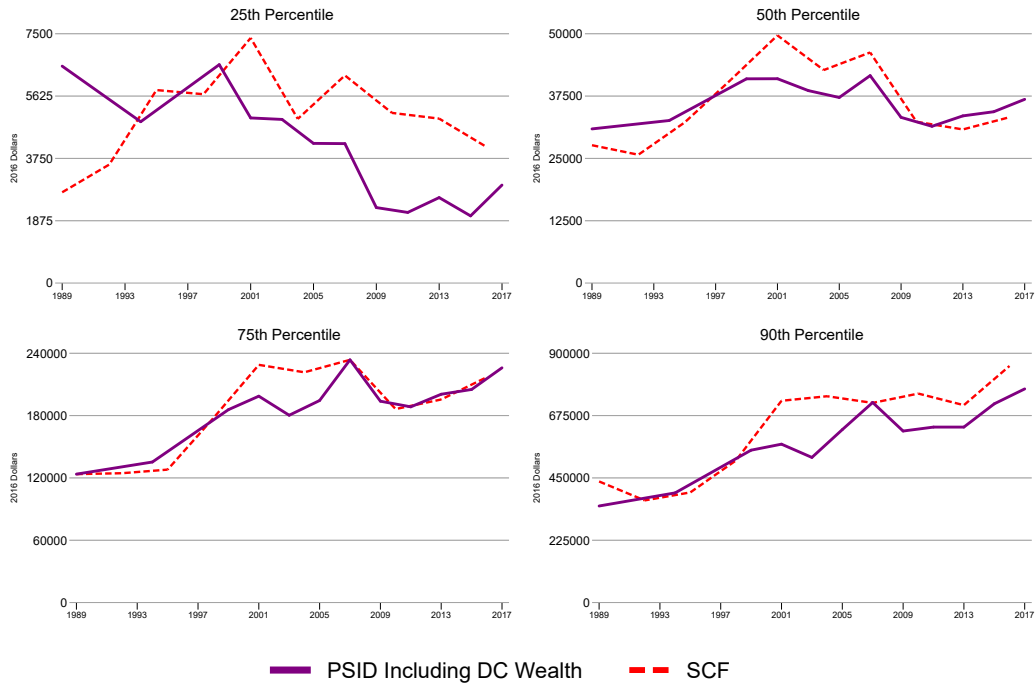 25th Percentile
7500
5625
3750
1875
0
2016 Dollars
1989 1993 1997 2001 2005 2009 2013 2017
50th Percentile
50000
37500
25000
12500
0
2016 Dollars
1989 1993 1997 2001 2005 2009 2013 2017
75th Percentile
240000
180000
120000
60000
0
2016 Dollars
1989 1993 1997 2001 2005 2009 2013 2017
90th Percentile
900000
675000
450000
225000
0
2016 Dollars
1989 1993 1997 2001 2005 2009 2013 2017
PSID Including DC Wealth SCF